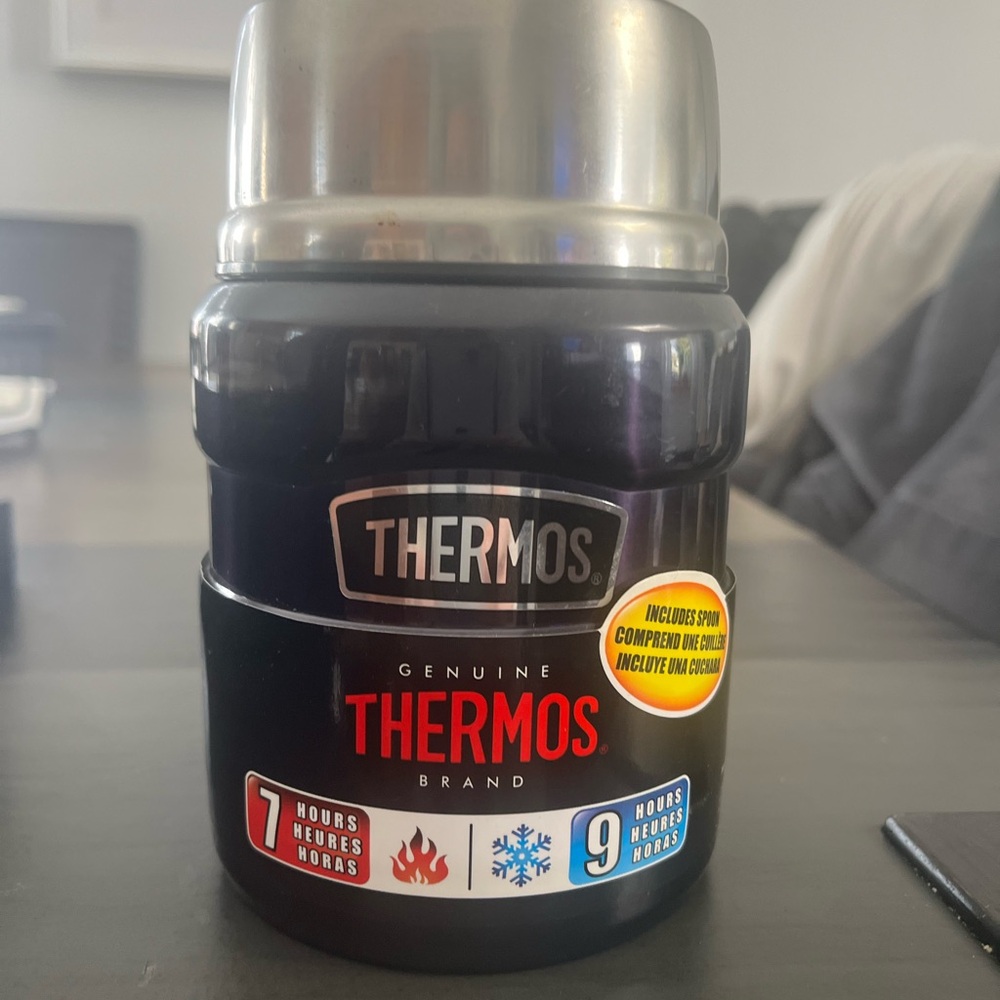 THERMOS®
INCLUDES SPOON
COMPREND UNE CUILLÈRE
INCLUYE UNA CUCHARA
GENUINE
THERMOS®
BRAND
7 HOURS
HEURES
HORAS
9 HOURS
HEURES
HORAS